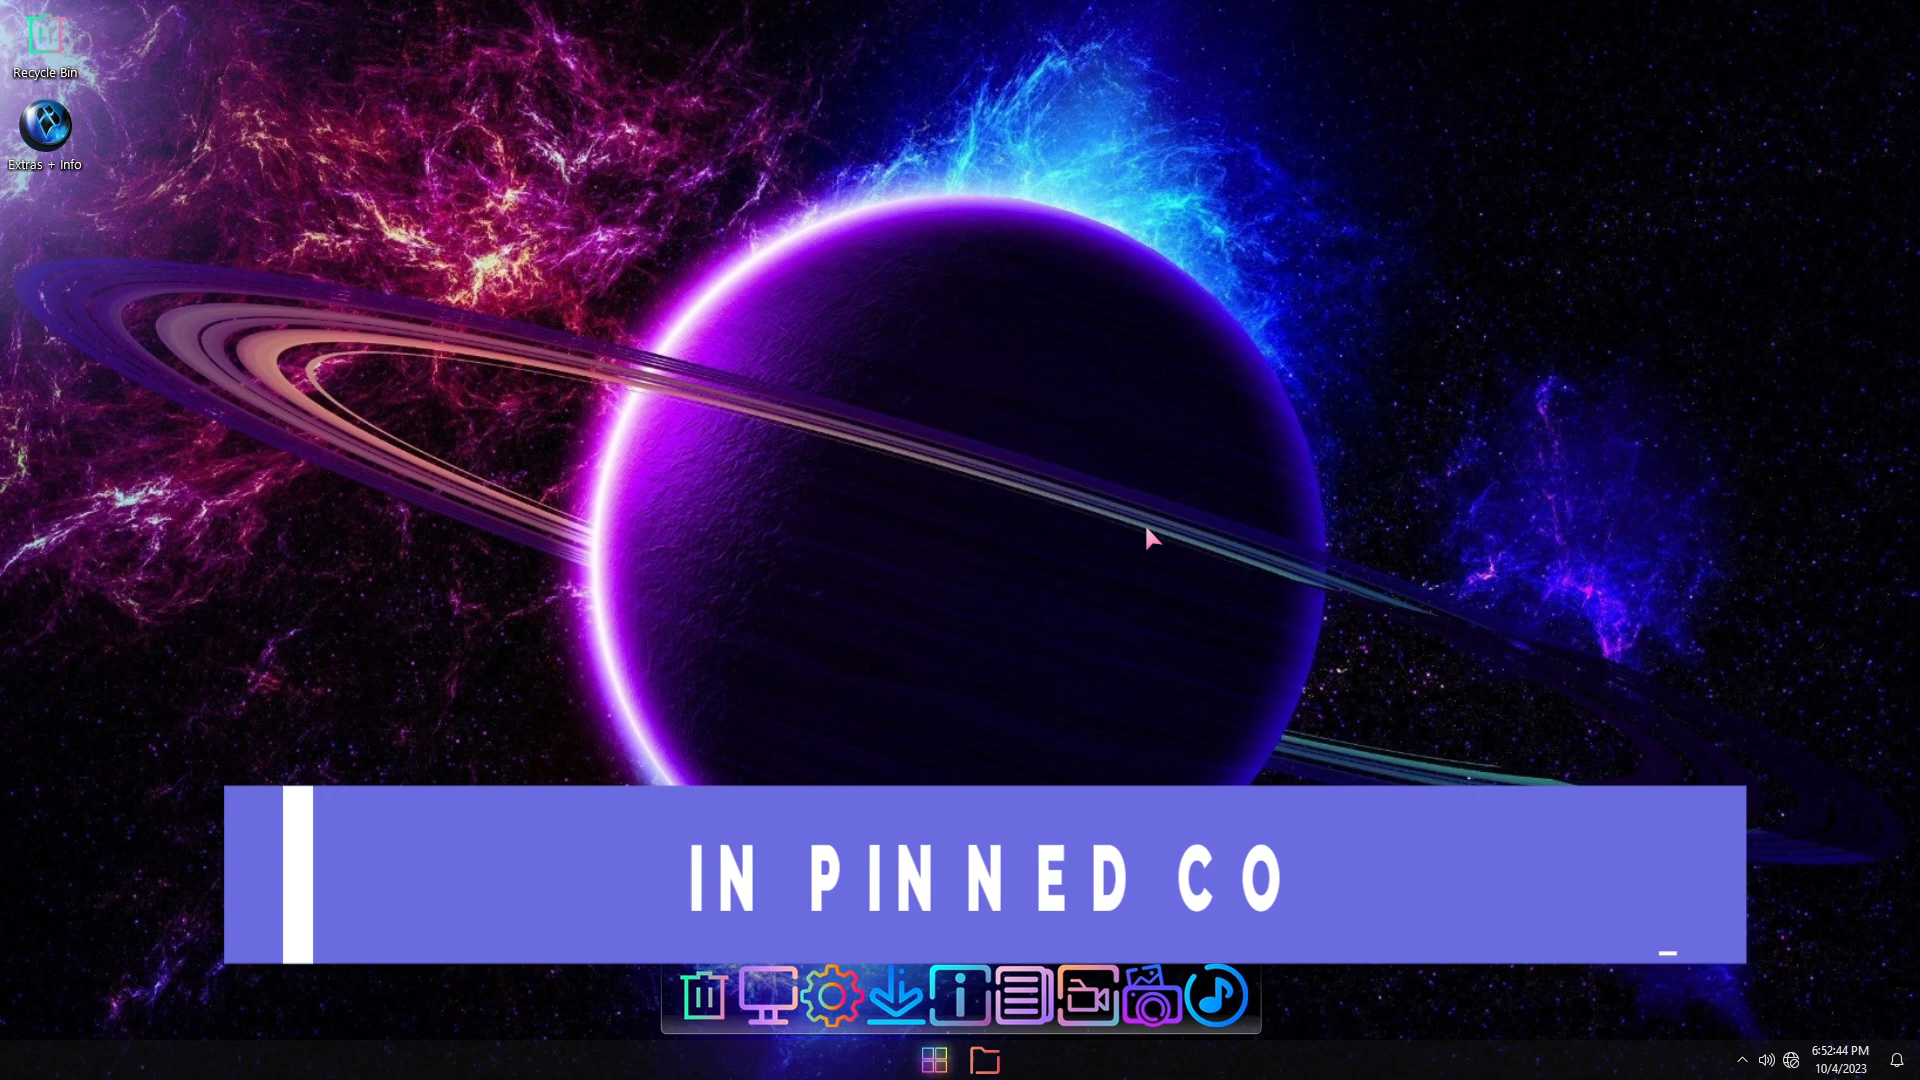 Recycle Bin
Extras + Info
IN PINNED CO
6:52:44 PM
10/4/2023